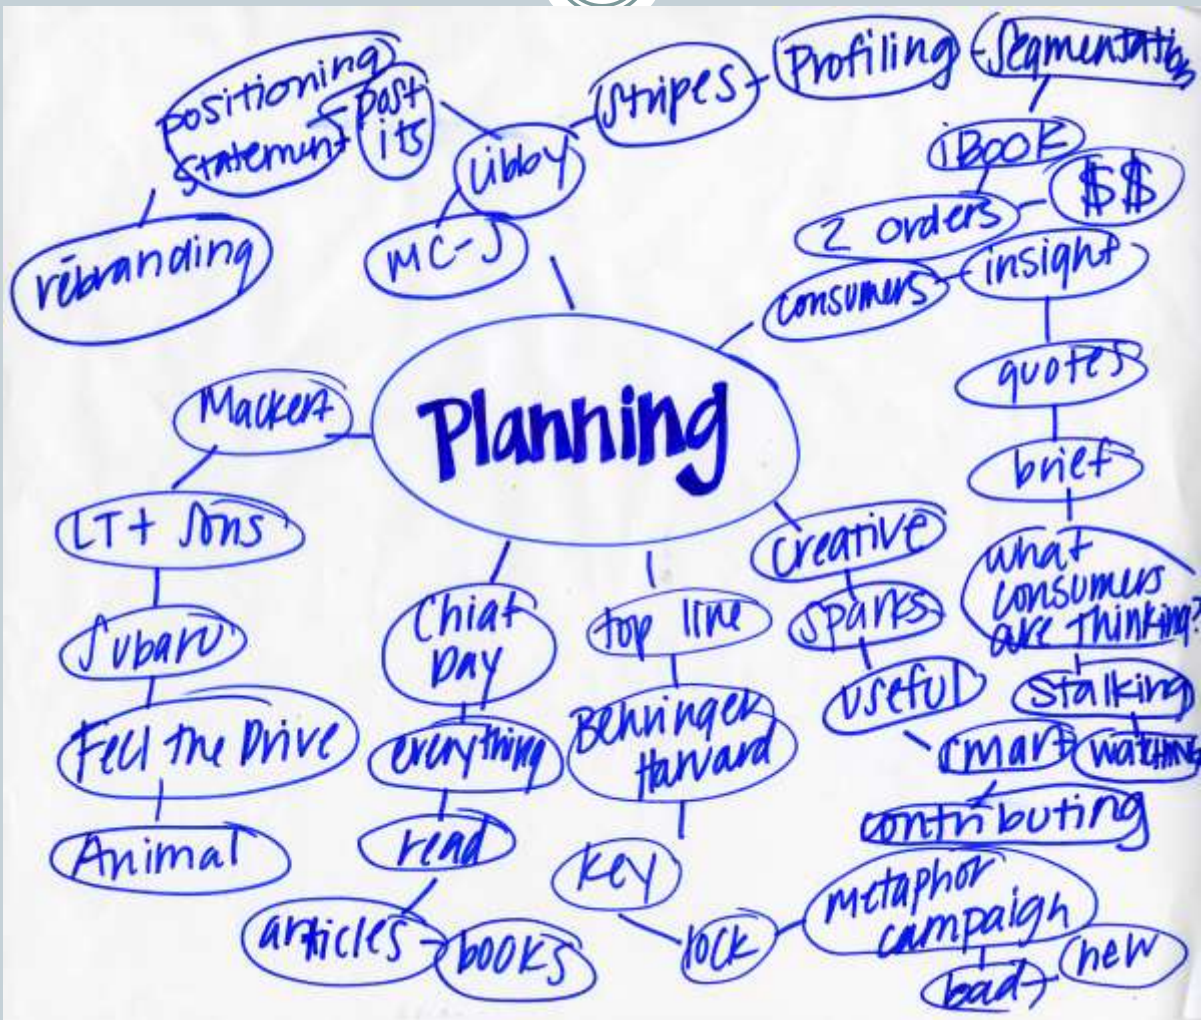 Planning
MC-J
Libby
post
its
positioning
statement
rebranding
stripes
Profiling
Segmentation
iBook
2 orders
$$
consumers
insight
quotes
brief
what
consumers
are thinking?
stalking
watching
creative
sparks
useful
smart
contributing
top line
Behringer
Harvard
key
lock
metaphor
campaign
bad
new
Chiat
Day
everything
read
articles
books
Mackert
LT+ Sons
Subaru
Feel the Drive
Animal